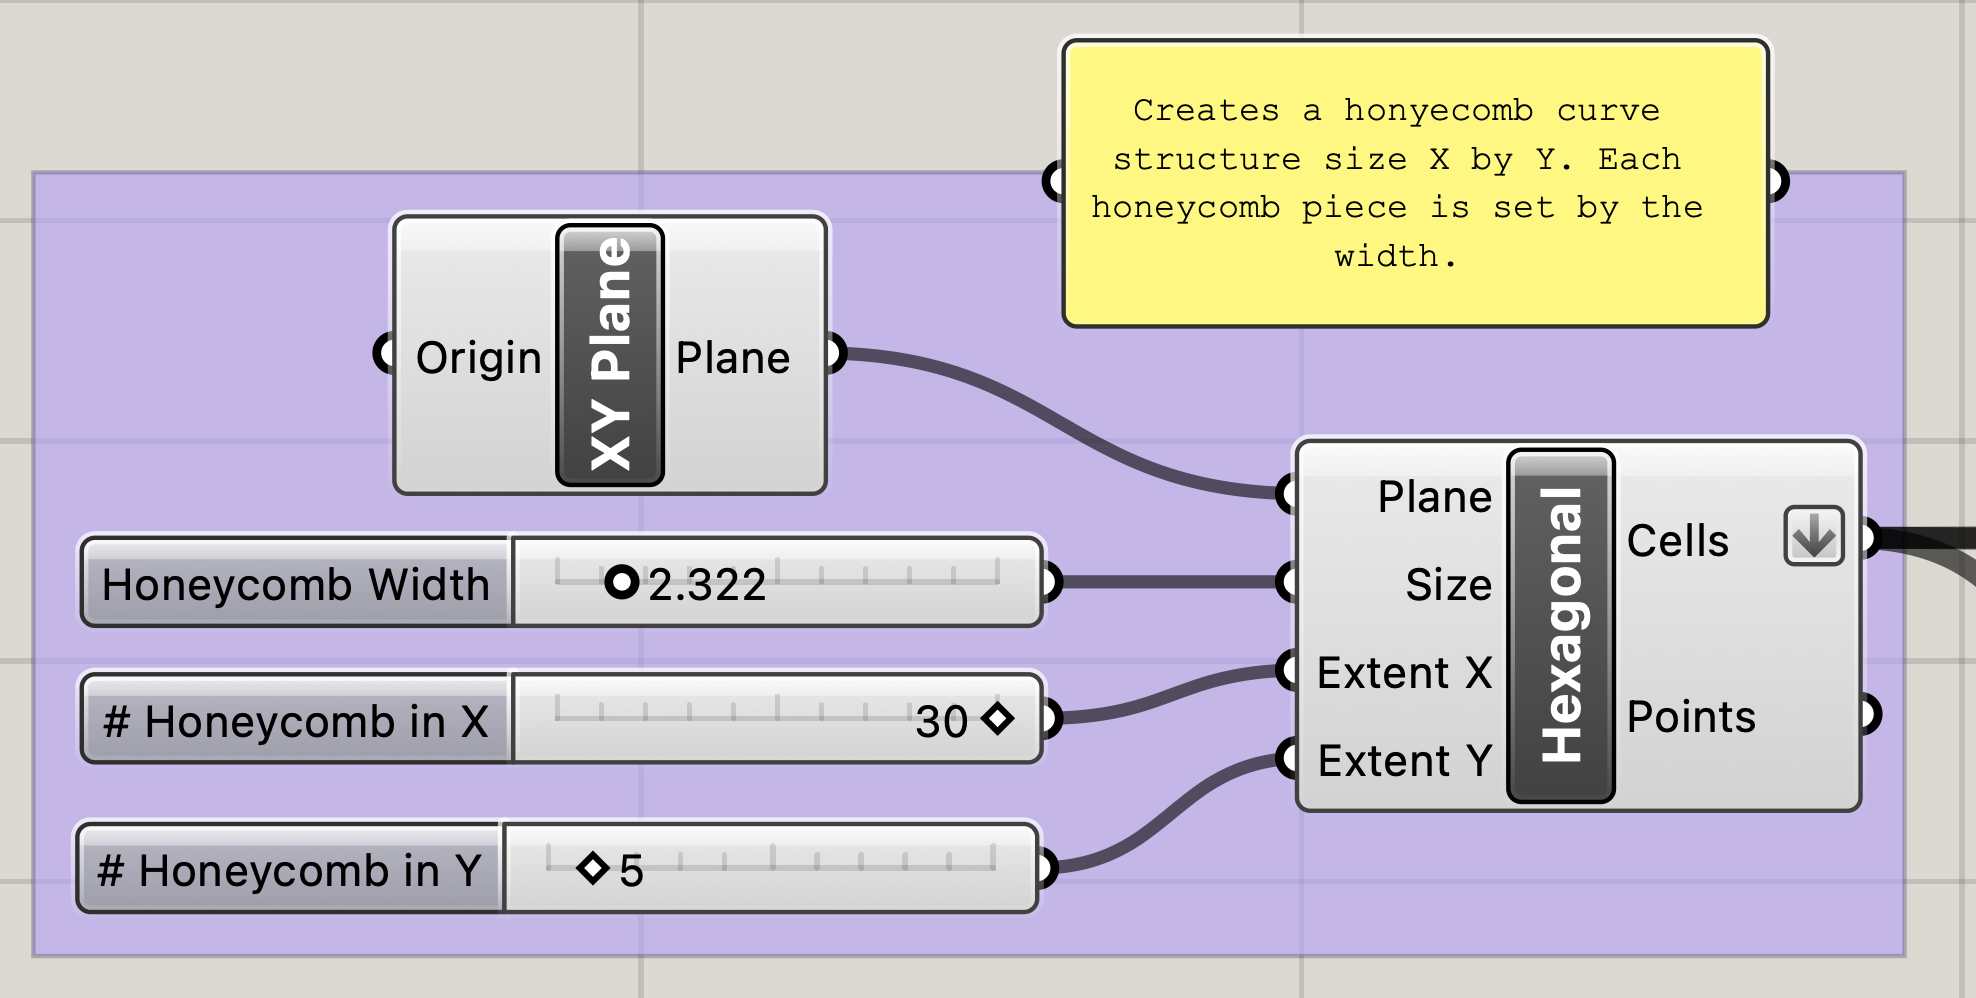 Creates a honyecomb curve
structure size X by Y. Each
honeycomb piece is set by the
width.
Origin
XY Plane
Plane
Honeycomb Width
2.322
# Honeycomb in X
30
# Honeycomb in Y
5
Plane
Size
Extent X
Extent Y
Hexagonal
Cells
Points